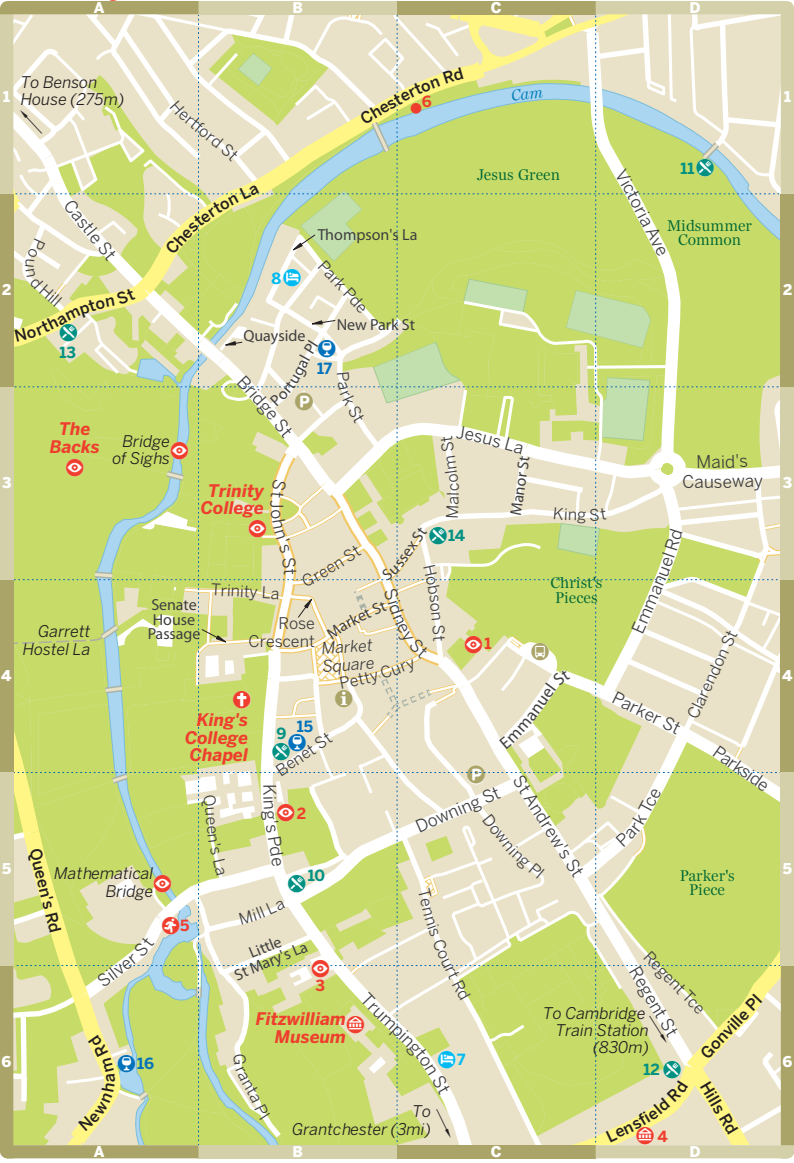 A
B
C
D
To Benson
House (275m)
1
Chesterton Rd
6
Cam
1
Hertford St
Jesus Green
11
Victoria Ave
Chesterton La
Castle St
Midsummer
Common
Pound Hill
Thompson's La
2
8
Park Pde
2
Northampton St
New Park St
Quayside
13
Portugal Pl
17
Bridge St
P
Park St
The
Backs
Bridge
of Sighs
Jesus La
Malcolm St
Manor St
Maid's
Causeway
3
Trinity
College
St John's St
3
King St
14
Sussex St
Green St
Emmanuel Rd
Trinity La
Hobson St
Christ's
Pieces
Senate
House
Passage
Rose
Crescent
Market St
Sidney St
Garrett
Hostel La
Market
Square
1
Clarendon St
4
Petty Cury
4
i
Emmanuel St
Parker St
King's
College
Chapel
9
15
Benet St
Parkside
P
King's Pde
Queen's La
2
Downing St
St Andrew's St
Park Tce
Downing Pl
Queen's Rd
5
Mathematical
Bridge
10
Parker's
Piece
5
Tennis Court Rd
Mill La
5
Silver St
Little
St Mary's La
3
Regent Tce
Regent St
Fitzwilliam
Museum
Trumpington St
To Cambridge
Train Station
(830m)
Gonville Pl
6
16
7
12
6
Newnham Rd
Granta Pl
Lensfield Rd
Hills Rd
To
Grantchester (3mi)
4
A
B
C
D